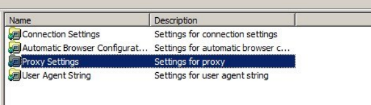 Name Description
Connection Settings Settings for connection settings
Automatic Browser Configurat... Settings for automatic browser c...
Proxy Settings Settings for proxy
User Agent String Settings for user agent string